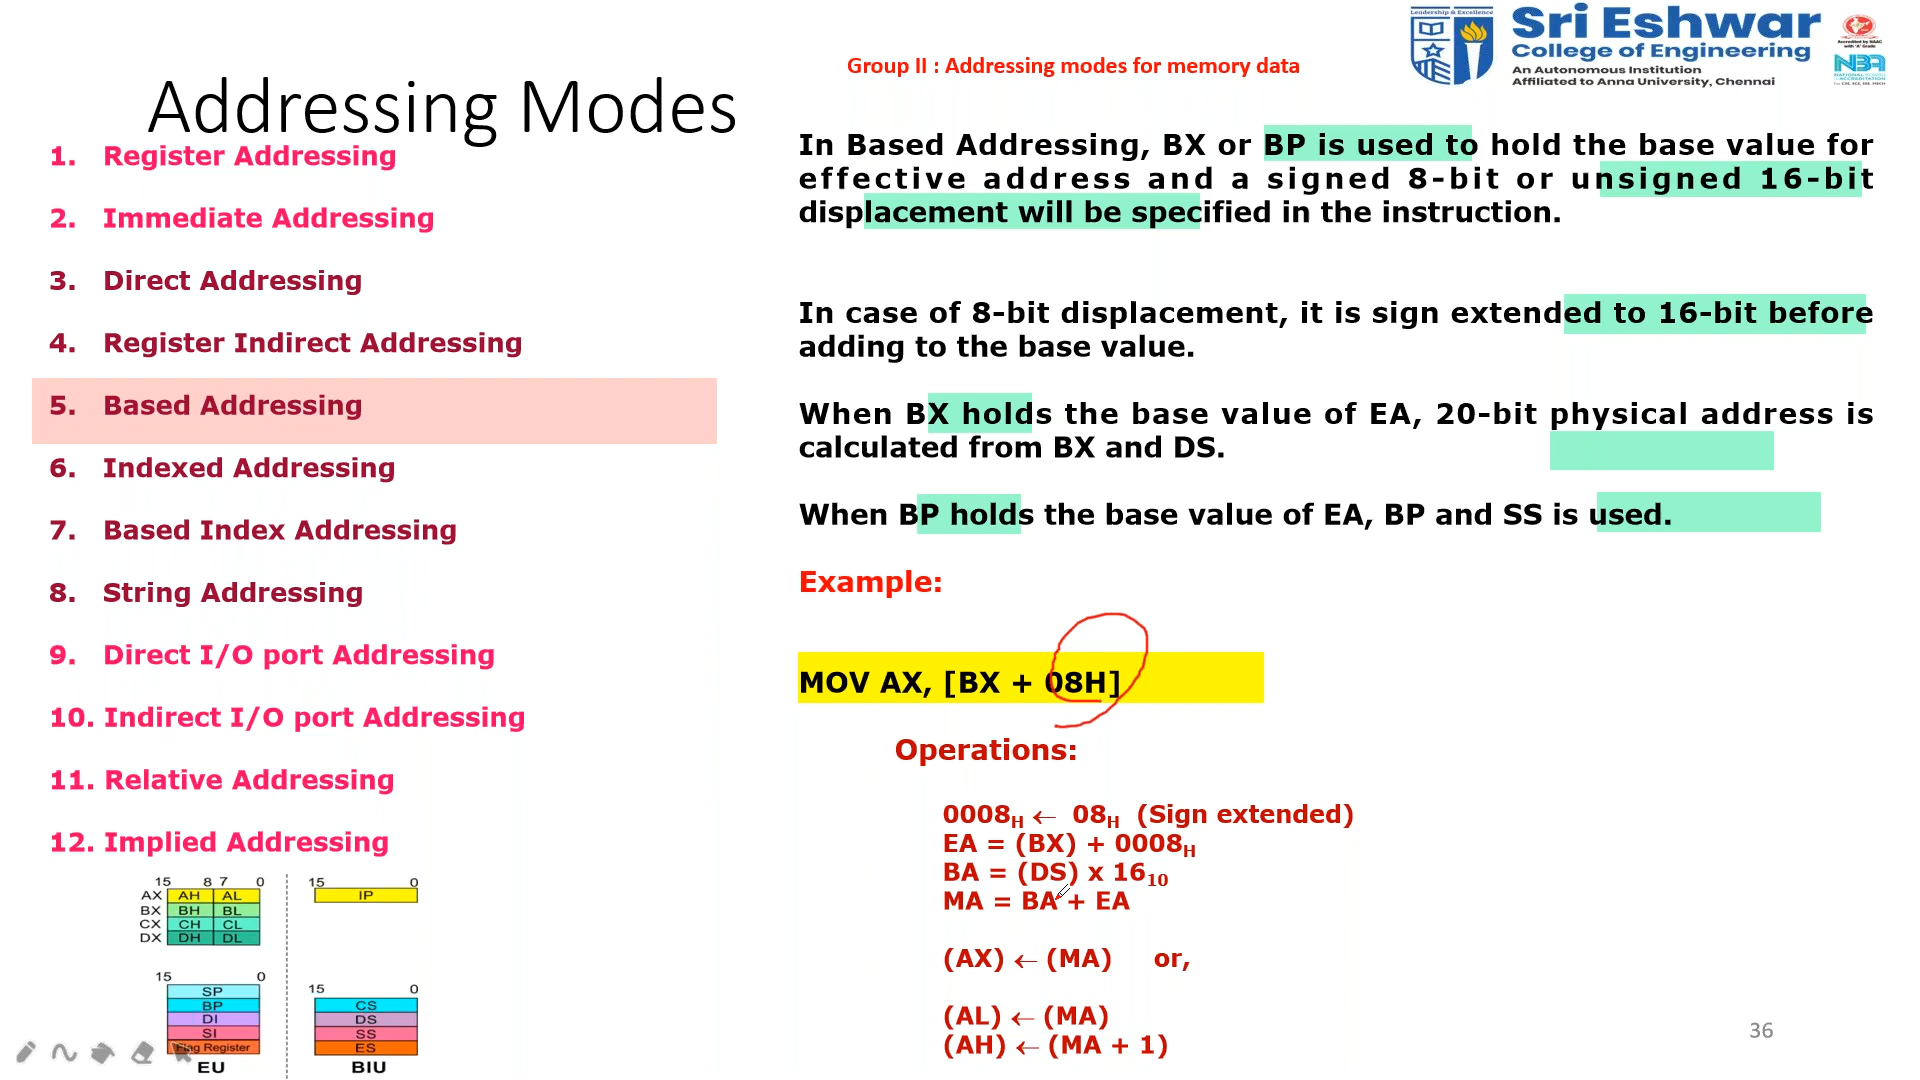 Leadership & Excellence
Sri Eshwar
College of Engineering
An Autonomous Institution
Affiliated to Anna University, Chennai
Group II : Addressing modes for memory data
Addressing Modes
1. Register Addressing
2. Immediate Addressing
3. Direct Addressing
4. Register Indirect Addressing
5. Based Addressing
6. Indexed Addressing
7. Based Index Addressing
8. String Addressing
9. Direct I/O port Addressing
10. Indirect I/O port Addressing
11. Relative Addressing
12. Implied Addressing
15 8 7 0
AX AH AL
BX BH BL
CX CH CL
DX DH DL
15 0
IP
15 0
SP
BP
DI
SI
Flag Register
EU
15 0
CS
DS
SS
ES
BIU
In Based Addressing, BX or BP is used to hold the base value for
effective address and a signed 8-bit or unsigned 16-bit
displacement will be specified in the instruction.
In case of 8-bit displacement, it is sign extended to 16-bit before
adding to the base value.
When BX holds the base value of EA, 20-bit physical address is
calculated from BX and DS.
When BP holds the base value of EA, BP and SS is used.
Example:
MOV AX, [BX + 08H]
Operations:
0008H ← 08H (Sign extended)
EA = (BX) + 0008H
BA = (DS) x 1610
MA = BA + EA
(AX) ← (MA) or,
(AL) ← (MA)
(AH) ← (MA + 1)
36